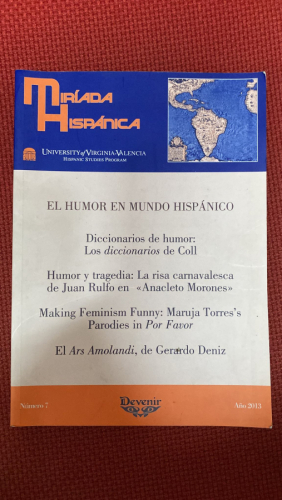 MIRÍADA
HISPÁNICA
UNIVERSITY of VIRGINIA-VALENCIA
HISPANIC STUDIES PROGRAM
EL HUMOR EN MUNDO HISPÁNICO
Diccionarios de humor:
Los diccionarios de Coll
Humor y tragedia: La risa carnavalesca
de Juan Rulfo en «Anacleto Morones»
Making Feminism Funny: Maruja Torres's
Parodies in Por Favor
El Ars Amolandi, de Gerardo Deniz
Número 7
Devenir
Año 2013